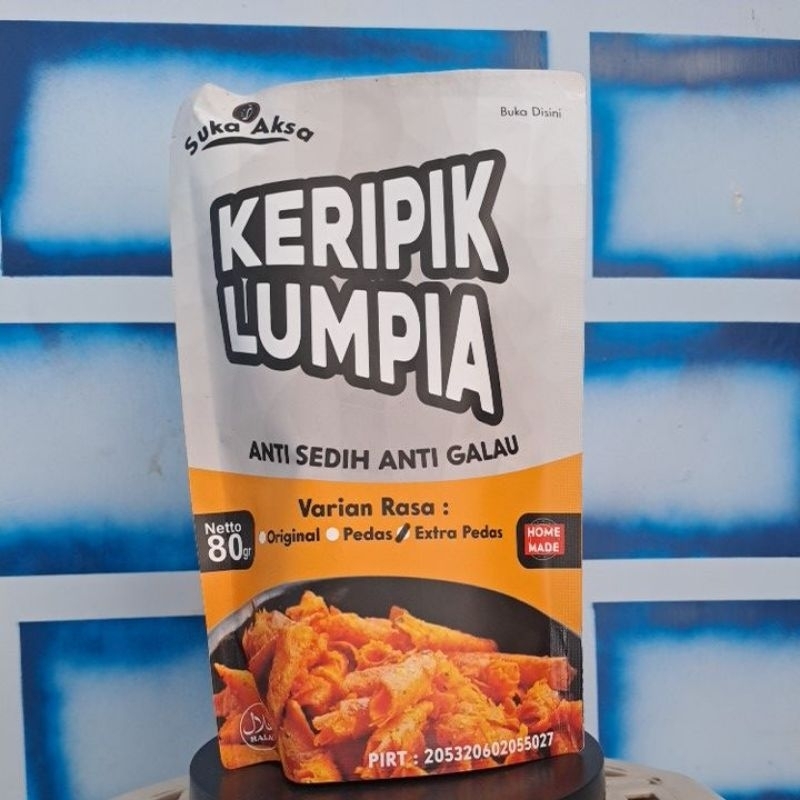 Suka Aksa
Buka Disini
KERIPIK
LUMPIA
ANTI SEDIH ANTI GALAU
Varian Rasa :
Netto
80gr
Original Pedas Extra Pedas
HOME
MADE
حلال
PIRT : 205320602055027